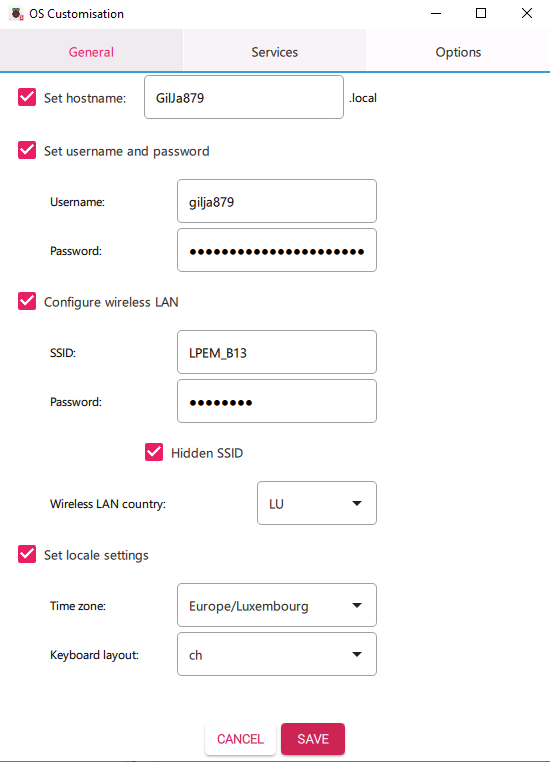 OS Customisation
General Services Options
Set hostname: GilJa879 .local
Set username and password
Username: gilja879
Password: ●●●●●●●●●●●●●●●●●●●●●●
Configure wireless LAN
SSID: LPEM_B13
Password: ●●●●●●●●
Hidden SSID
Wireless LAN country: LU
Set locale settings
Time zone: Europe/Luxembourg
Keyboard layout: ch
CANCEL SAVE